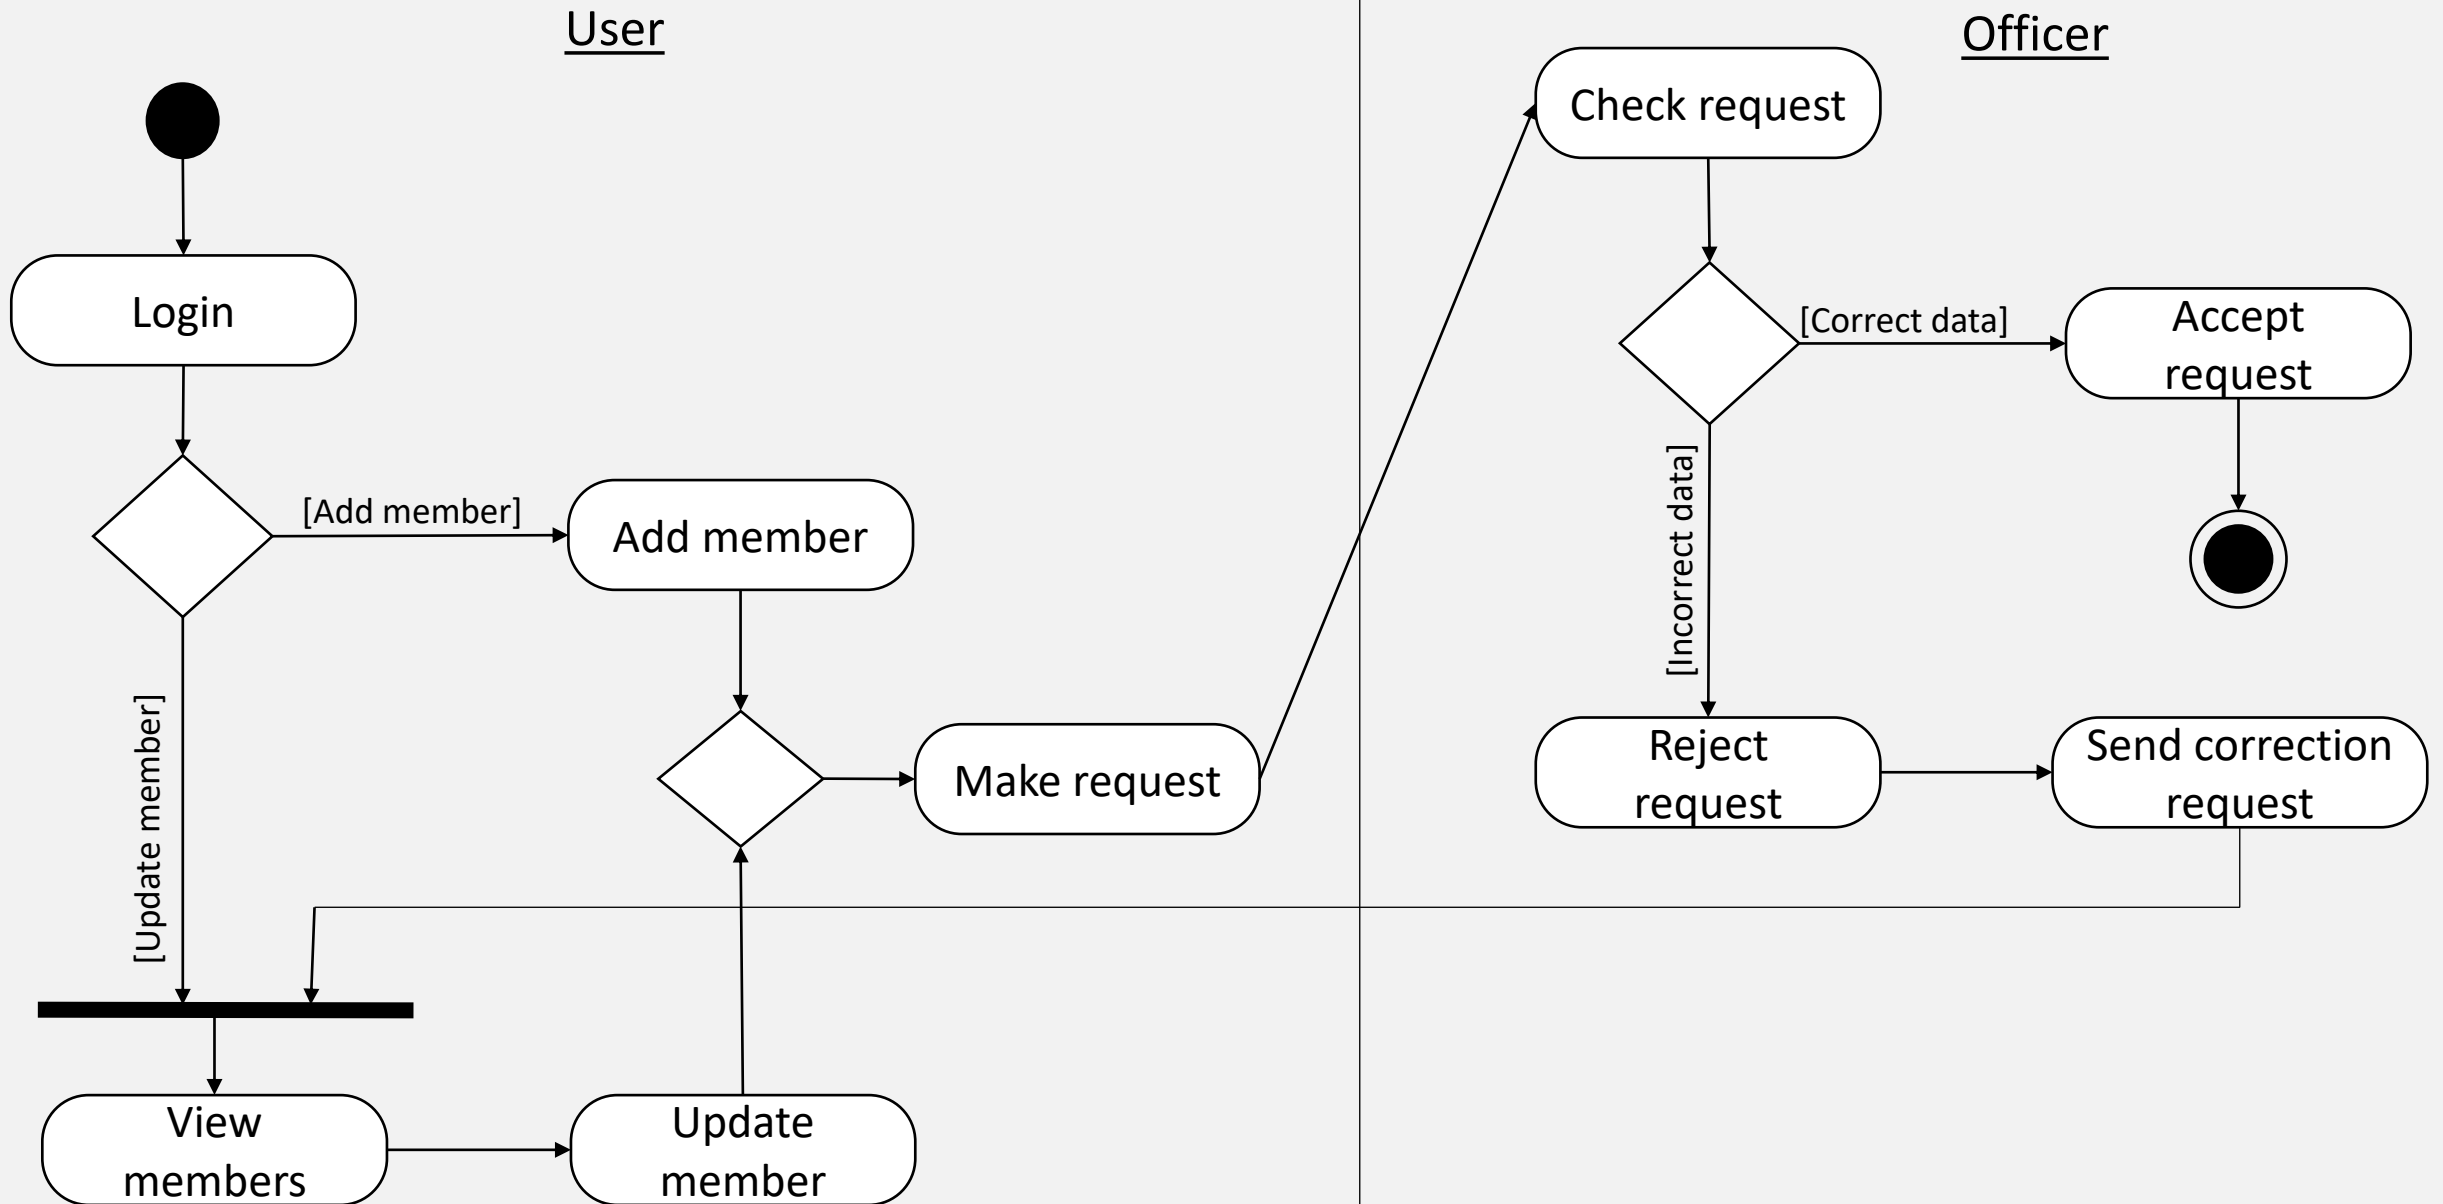 User
Officer
Check request
Login
[Correct data]
Accept
request
[Add member]
Add member
[Incorrect data]
[Update member]
Make request
Reject
request
Send correction
request
View
members
Update
member